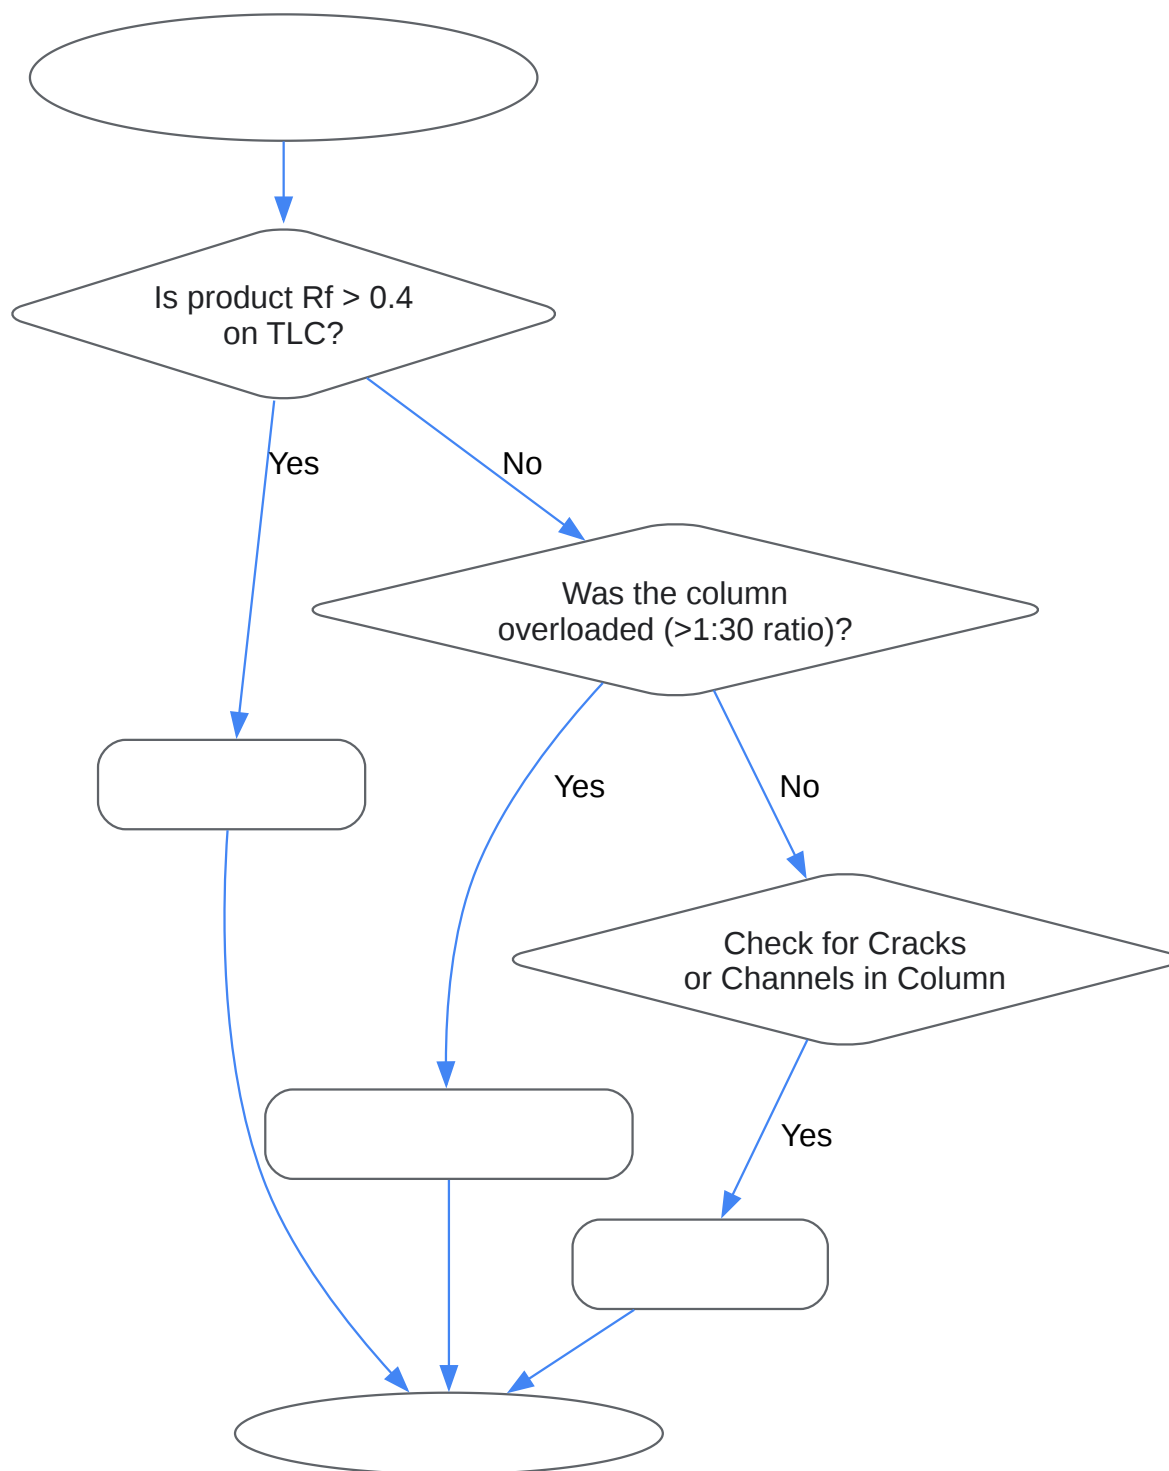 Is product Rf > 0.4
on TLC?
Yes
No
Was the column
overloaded (>1:30 ratio)?
Yes
No
Check for Cracks
or Channels in Column
Yes